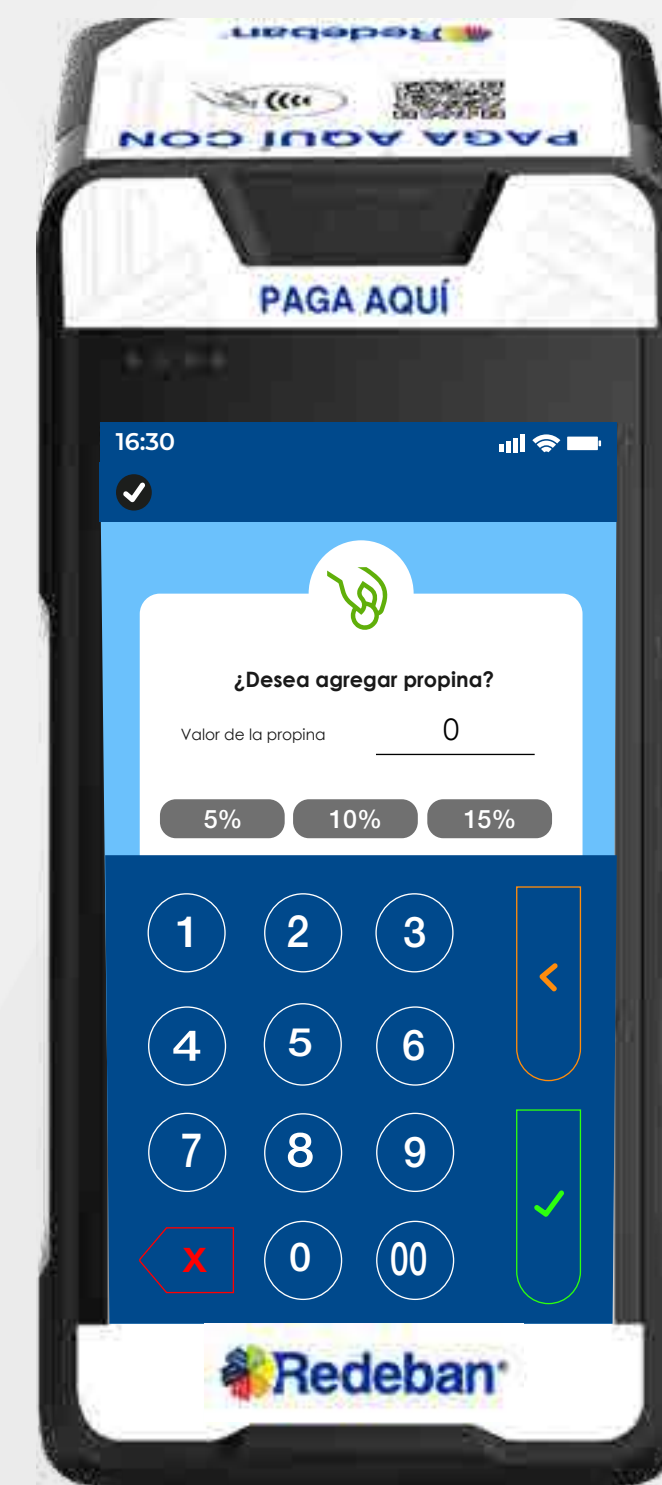 Redeban
PAGA AQUÍ CON
PAGA AQUÍ
16:30
¿Desea agregar propina?
Valor de la propina 0
5% 10% 15%
1 2 3
<
4 5 6
7 8 9
X 0 00
Redeban